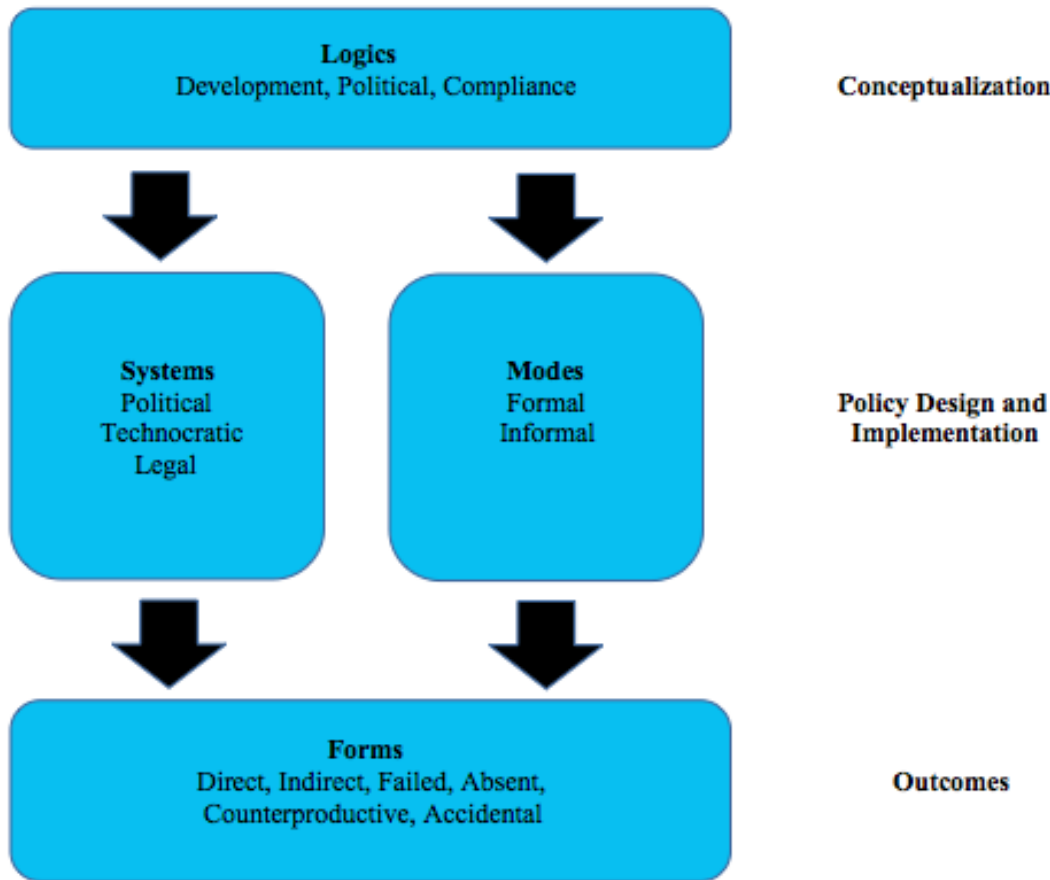 Logics
Development, Political, Compliance
Conceptualization
Systems
Political
Technocratic
Legal
Modes
Formal
Informal
Policy Design and
Implementation
Forms
Direct, Indirect, Failed, Absent,
Counterproductive, Accidental
Outcomes